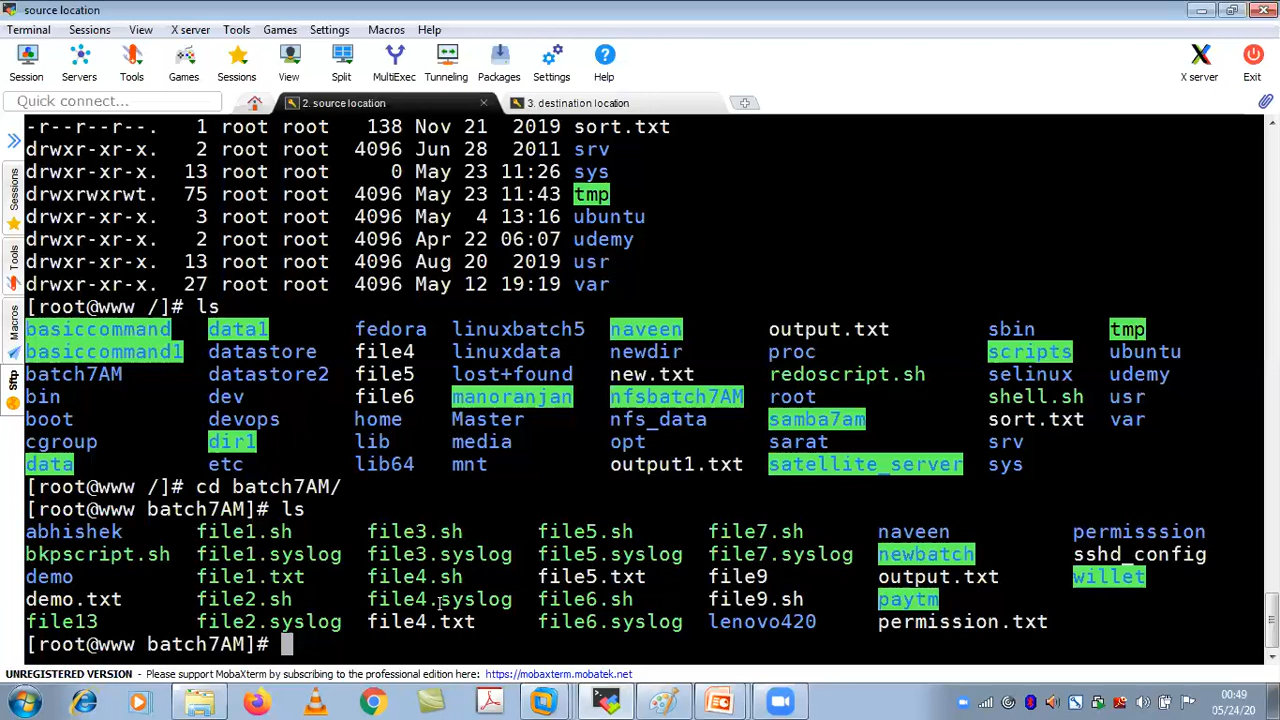 source location
Terminal Sessions View X server Tools Games Settings Macros Help
Session Servers Tools Games Sessions View Split MultiExec Tunneling Packages Settings Help X server Exit
Quick connect... 2. source location 3. destination location
Sessions
Tools
Macros
Sftp
-r--r--r--. 1 root root 138 Nov 21 2019 sort.txt
drwxr-xr-x. 2 root root 4096 Jun 28 2011 srv
drwxr-xr-x. 13 root root 0 May 23 11:26 sys
drwxrwxrwt. 75 root root 4096 May 23 11:43 tmp
drwxr-xr-x. 3 root root 4096 May 4 13:16 ubuntu
drwxr-xr-x. 2 root root 4096 Apr 22 06:07 udemy
drwxr-xr-x. 13 root root 4096 Aug 20 2019 usr
drwxr-xr-x. 27 root root 4096 May 12 19:19 var
[root@www /]# ls
basiccommand data1 fedora linuxbatch5 naveen output.txt sbin tmp
basiccommand1 datastore file4 linuxdata newdir proc scripts ubuntu
batch7AM datastore2 file5 lost+found new.txt redoscript.sh selinux udemy
bin dev file6 manoranjan nfsbatch7AM root shell.sh usr
boot devops home Master nfs_data samba7am sort.txt var
cgroup dir1 lib media opt sarat srv
data etc lib64 mnt output1.txt satellite_server sys
[root@www /]# cd batch7AM/
[root@www batch7AM]# ls
abhishek file1.sh file3.sh file5.sh file7.sh naveen permisssion
bkpscript.sh file1.syslog file3.syslog file5.syslog file7.syslog newbatch sshd_config
demo file1.txt file4.sh file5.txt file9 output.txt willet
demo.txt file2.sh file4.syslog file6.sh file9.sh paytm
file13 file2.syslog file4.txt file6.syslog lenovo420 permission.txt
[root@www batch7AM]#
UNREGISTERED VERSION - Please support MobaXterm by subscribing to the professional edition here: https://mobaxterm.mobatek.net
00:49
05/24/20